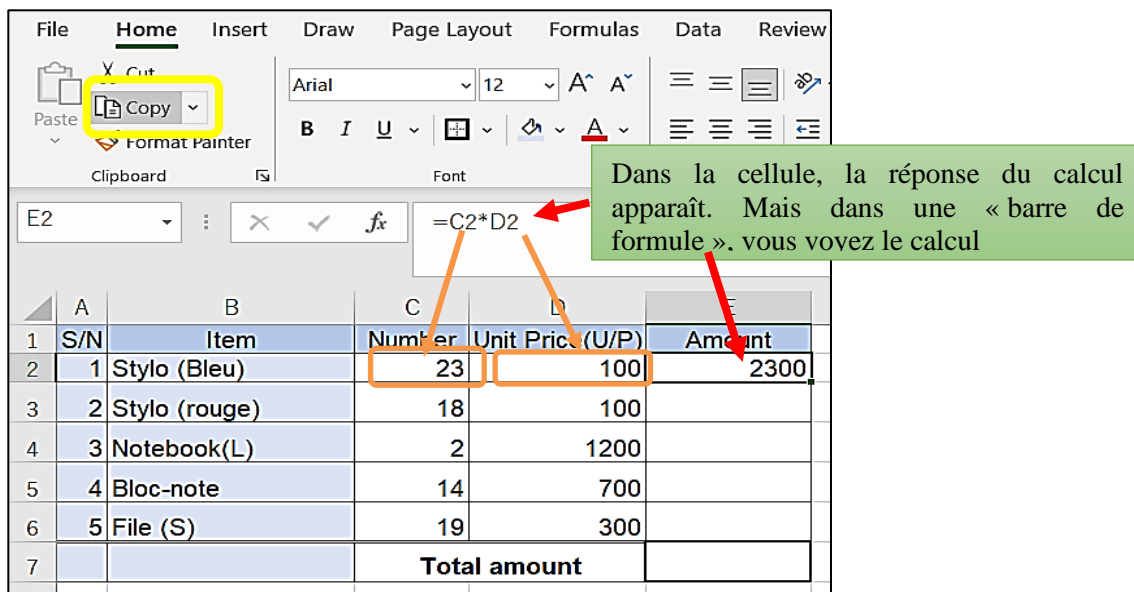 File Home Insert Draw Page Layout Formulas Data Review
Cut
Copy
Paste
Format Painter
Arial 12 A A
B I U A
Clipboard Font
Dans la cellule, la réponse du calcul
apparaît. Mais dans une « barre de
formule », vous voyez le calcul
E2 fx =C2*D2
A B C D E
1 S/N Item Number Unit Price(U/P) Amount
2 1 Stylo (Bleu) 23 100 2300
3 2 Stylo (rouge) 18 100
4 3 Notebook(L) 2 1200
5 4 Bloc-note 14 700
6 5 File (S) 19 300
7 Total amount